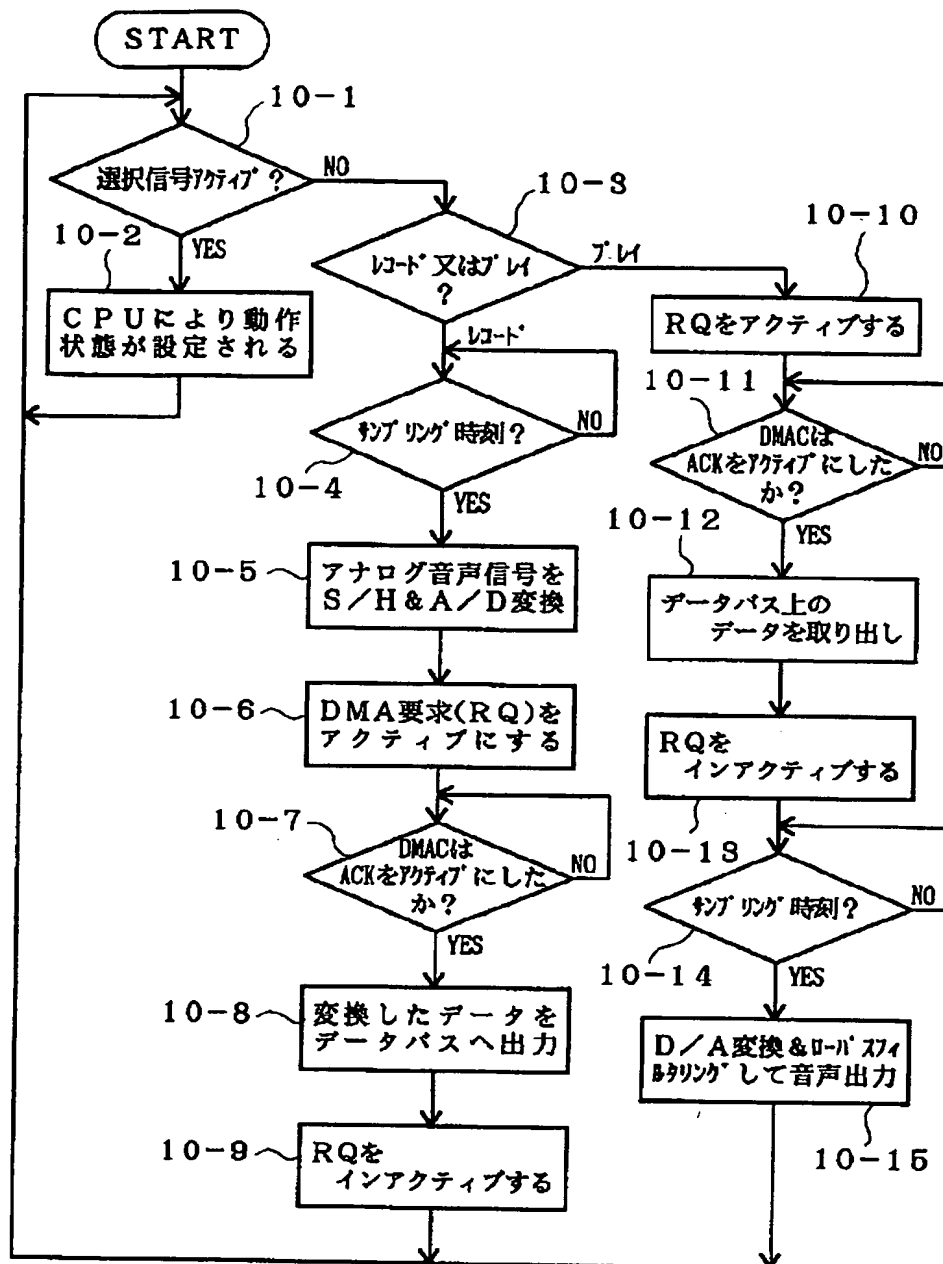 START
10-1
選択信号アクティブ?
NO
YES
10-2
CPUにより動作
状態が設定される
10-3
レコード又はプレイ
?
プレイ
レコード
サンプリング時刻?
NO
10-4
YES
10-5
アナログ音声信号を
S/H&A/D変換
10-6
DMA要求(RQ)を
アクティブにする
10-7
DMACは
ACKをアクティブにした
か?
NO
YES
10-8
変換したデータを
データバスへ出力
10-9
RQを
インアクティブする
10-10
RQをアクティブする
10-11
DMACは
ACKをアクティブにした
か?
NO
YES
10-12
データバス上の
データを取り出し
RQを
インアクティブする
10-13
サンプリング時刻?
NO
10-14
YES
D/A変換&ローパスフィ
ルタリングして音声出力
10-15